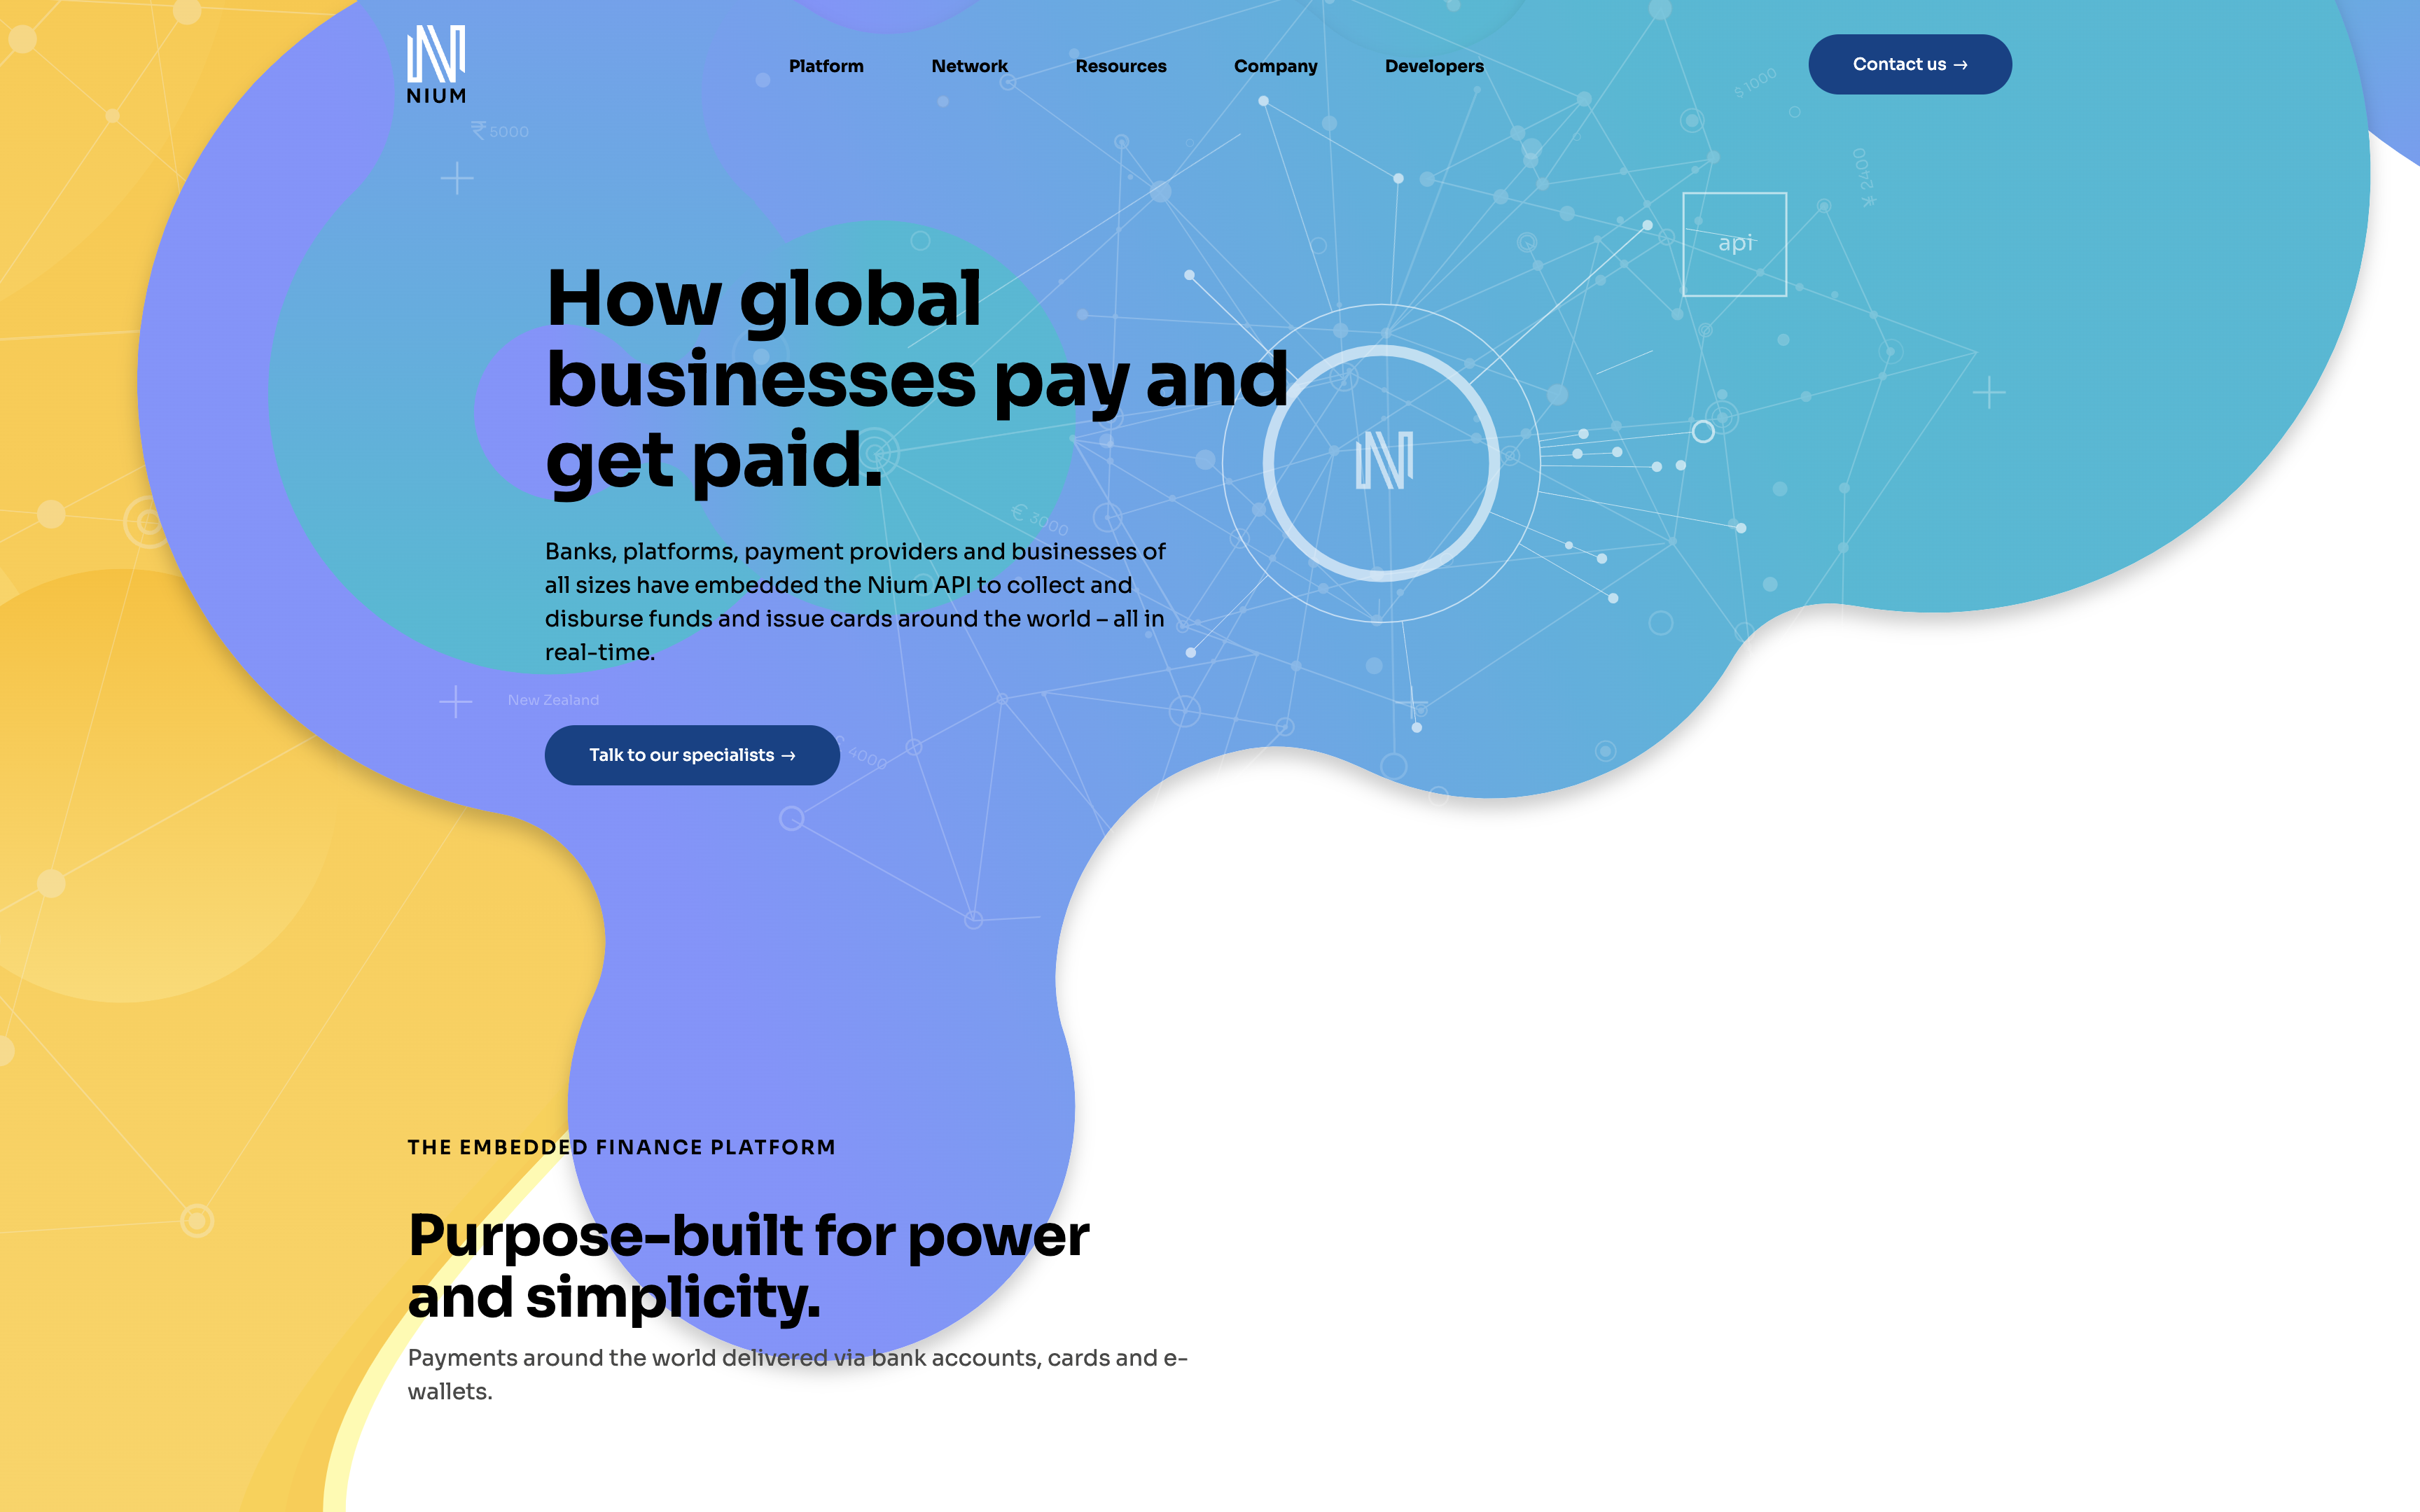 NIUM
Platform
Network
Resources
Company
Developers
Contact us →
₹ 5000
$ 1000
2400
api
How global
businesses pay and
get paid.
€ 3000
Banks, platforms, payment providers and businesses of
all sizes have embedded the Nium API to collect and
disburse funds and issue cards around the world – all in
real-time.
New Zealand
4000
Talk to our specialists →
THE EMBEDDED FINANCE PLATFORM
Purpose-built for power
and simplicity.
Payments around the world delivered via bank accounts, cards and e-
wallets.